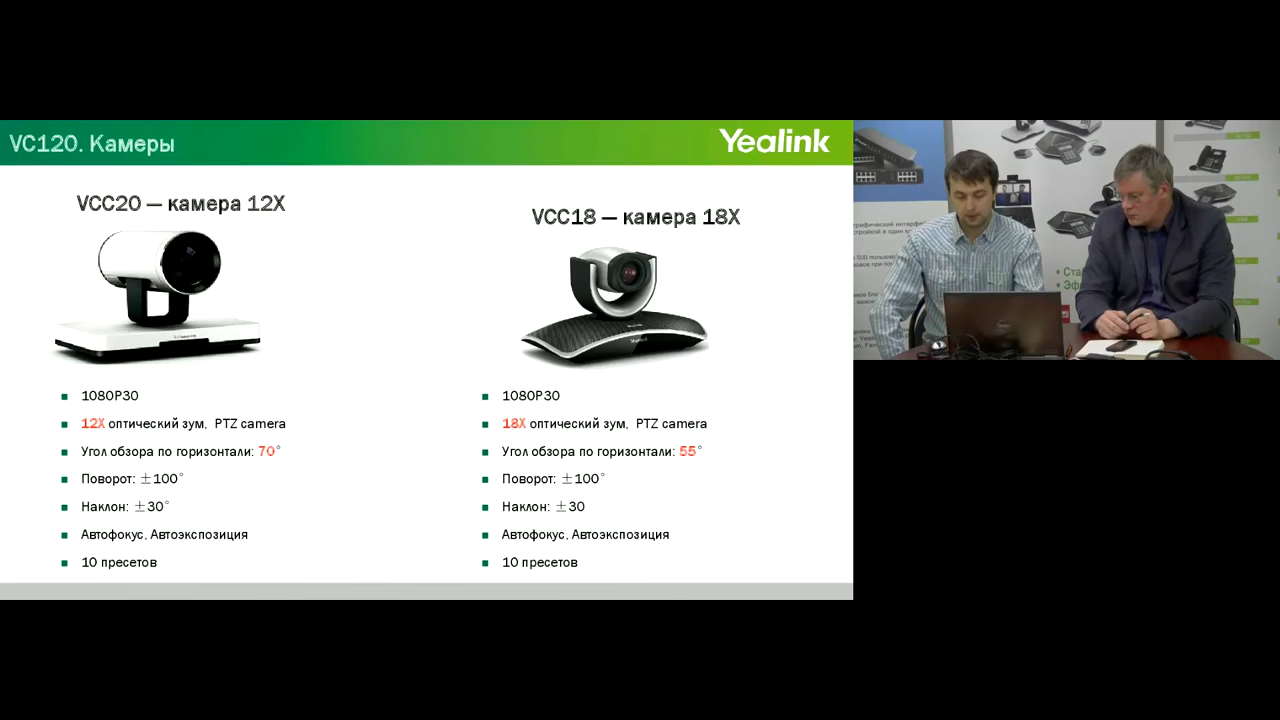 VC120. Камеры
Yealink
VCC20 — камера 12X
1080P30
12X оптический зум, PTZ camera
Угол обзора по горизонтали: 70°
Поворот: ±100°
Наклон: ±30°
Автофокус, Автоэкспозиция
10 пресетов
VCC18 — камера 18X
1080P30
18X оптический зум, PTZ camera
Угол обзора по горизонтали: 55°
Поворот: ±100°
Наклон: ±30
Автофокус, Автоэкспозиция
10 пресетов
• Ста
• Эф